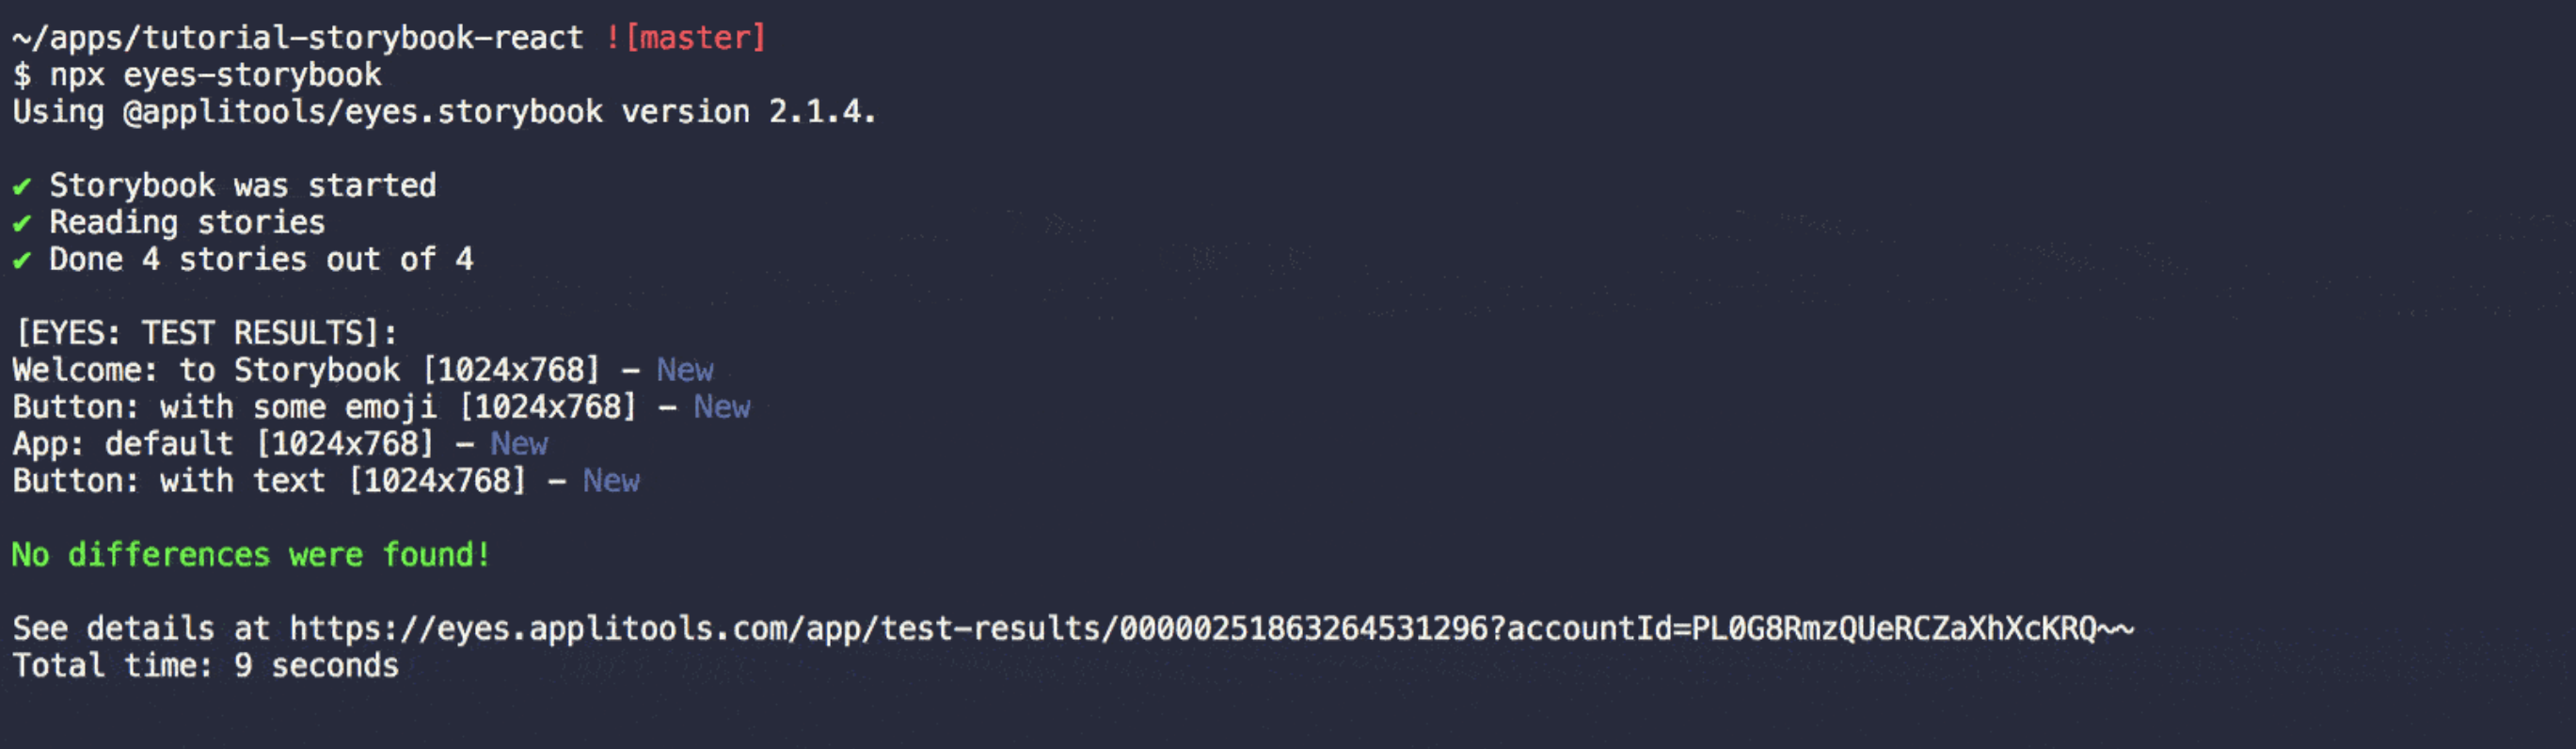 ~/apps/tutorial-storybook-react ![master]
$ npx eyes-storybook
Using @applitools/eyes.storybook version 2.1.4.
✔ Storybook was started
✔ Reading stories
✔ Done 4 stories out of 4
[EYES: TEST RESULTS]:
Welcome: to Storybook [1024x768] – New
Button: with some emoji [1024x768] – New
App: default [1024x768] – New
Button: with text [1024x768] – New
No differences were found!
See details at https://eyes.applitools.com/app/test-results/00000251863264531296?accountId=PL0G8RmzQUeRCZaXhXcKRQ~~
Total time: 9 seconds